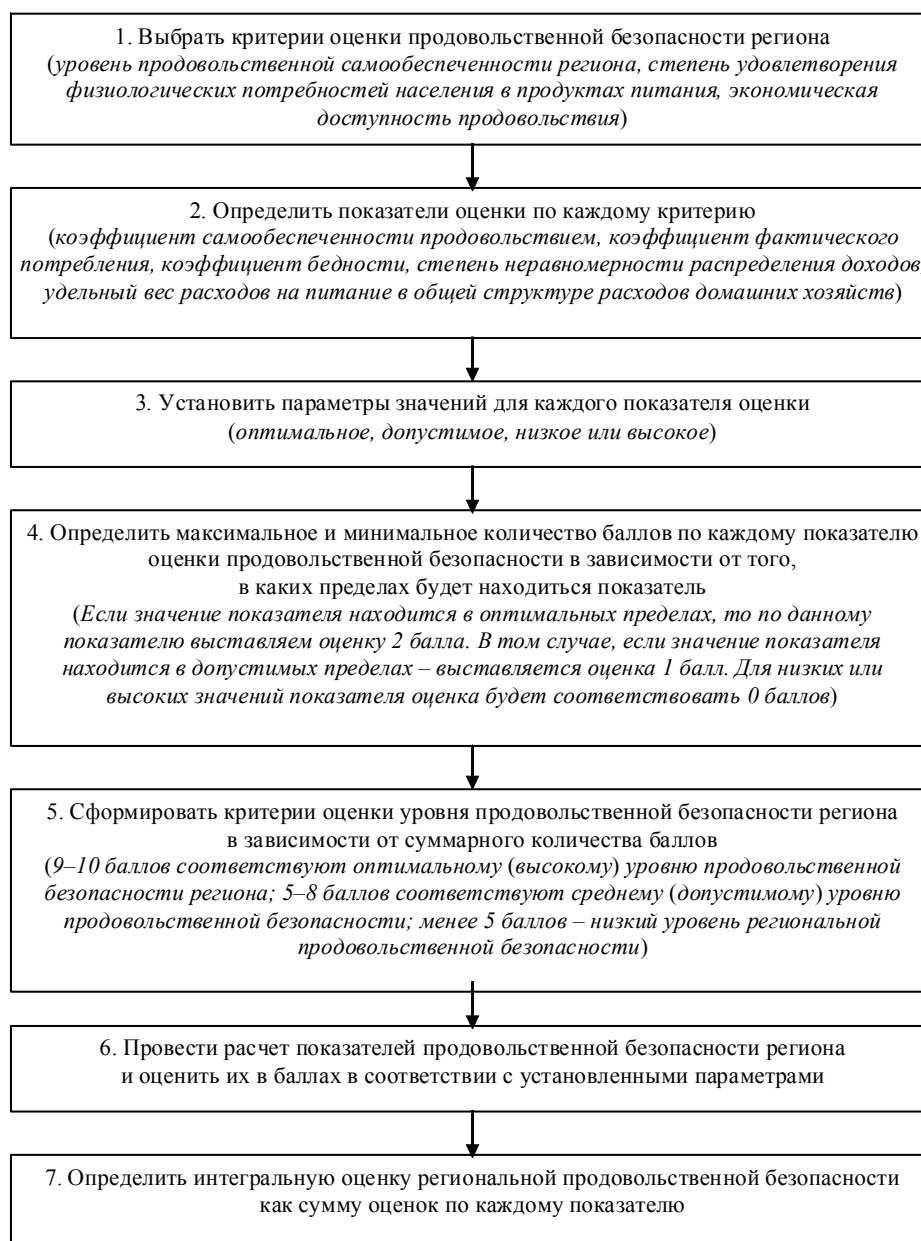 1. Выбрать критерии оценки продовольственной безопасности региона
(уровень продовольственной самообеспеченности региона, степень удовлетворения
физиологических потребностей населения в продуктах питания, экономическая
доступность продовольствия)
2. Определить показатели оценки по каждому критерию
(коэффициент самообеспеченности продовольствием, коэффициент фактического
потребления, коэффициент бедности, степень неравномерности распределения доходов,
удельный вес расходов на питание в общей структуре расходов домашних хозяйств)
3. Установить параметры значений для каждого показателя оценки
(оптимальное, допустимое, низкое или высокое)
4. Определить максимальное и минимальное количество баллов по каждому показателю
оценки продовольственной безопасности в зависимости от того,
в каких пределах будет находиться показатель
(Если значение показателя находится в оптимальных пределах, то по данному
показателю выставляем оценку 2 балла. В том случае, если значение показателя
находится в допустимых пределах – выставляется оценка 1 балл. Для низких или
высоких значений показателя оценка будет соответствовать 0 баллов)
5. Сформировать критерии оценки уровня продовольственной безопасности региона
в зависимости от суммарного количества баллов
(9–10 баллов соответствуют оптимальному (высокому) уровню продовольственной
безопасности региона; 5–8 баллов соответствуют среднему (допустимому) уровню
продовольственной безопасности; менее 5 баллов – низкий уровень региональной
продовольственной безопасности)
6. Провести расчет показателей продовольственной безопасности региона
и оценить их в баллах в соответствии с установленными параметрами
7. Определить интегральную оценку региональной продовольственной безопасности
как сумму оценок по каждому показателю